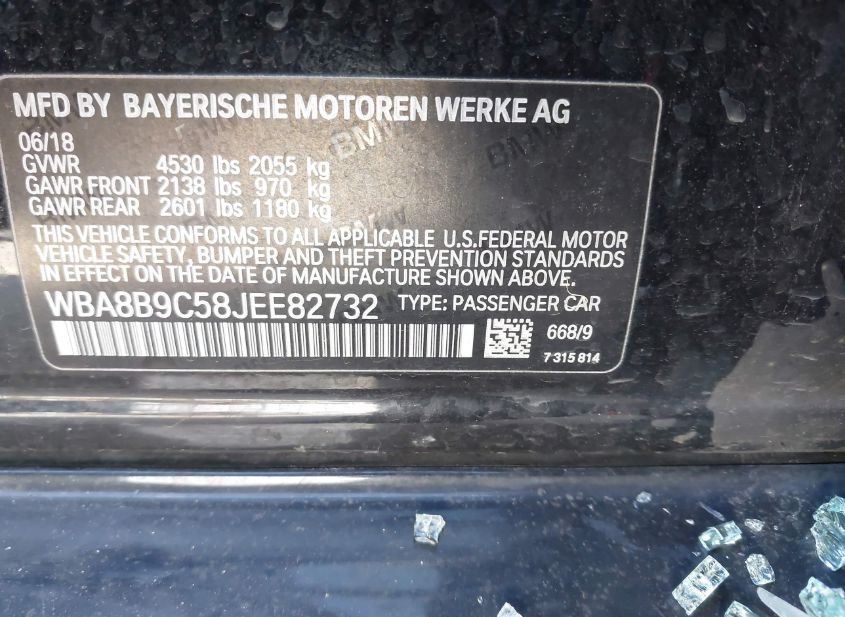 MFD BY BAYERISCHE MOTOREN WERKE AG
06/18
GVWR 4530 lbs 2055 kg
GAWR FRONT 2138 lbs 970 kg
GAWR REAR 2601 lbs 1180 kg
THIS VEHICLE CONFORMS TO ALL APPLICABLE U.S.FEDERAL MOTOR
VEHICLE SAFETY, BUMPER AND THEFT PREVENTION STANDARDS
IN EFFECT ON THE DATE OF MANUFACTURE SHOWN ABOVE.
WBA8B9C58JEE82732 TYPE: PASSENGER CAR
668/9
7 315 814